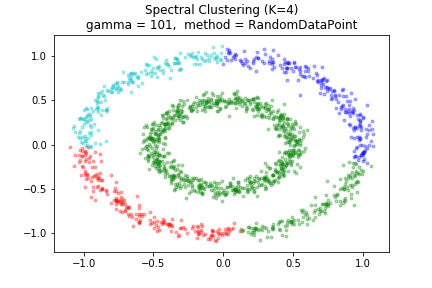 Spectral Clustering (K=4)
gamma = 101,  method = RandomDataPoint
1.0
0.5
0.0
−0.5
−1.0
−1.0 −0.5 0.0 0.5 1.0